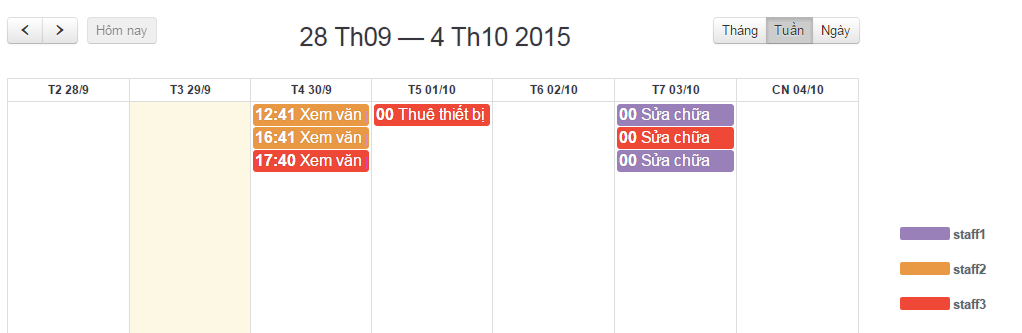 Hôm nay
28 Th09 — 4 Th10 2015
Tháng Tuần Ngày
T2 28/9 T3 29/9 T4 30/9 T5 01/10 T6 02/10 T7 03/10 CN 04/10
12:41 Xem văn 00 Thuê thiết bị 00 Sửa chữa
16:41 Xem văn 00 Sửa chữa
17:40 Xem văn 00 Sửa chữa
staff1
staff2
staff3